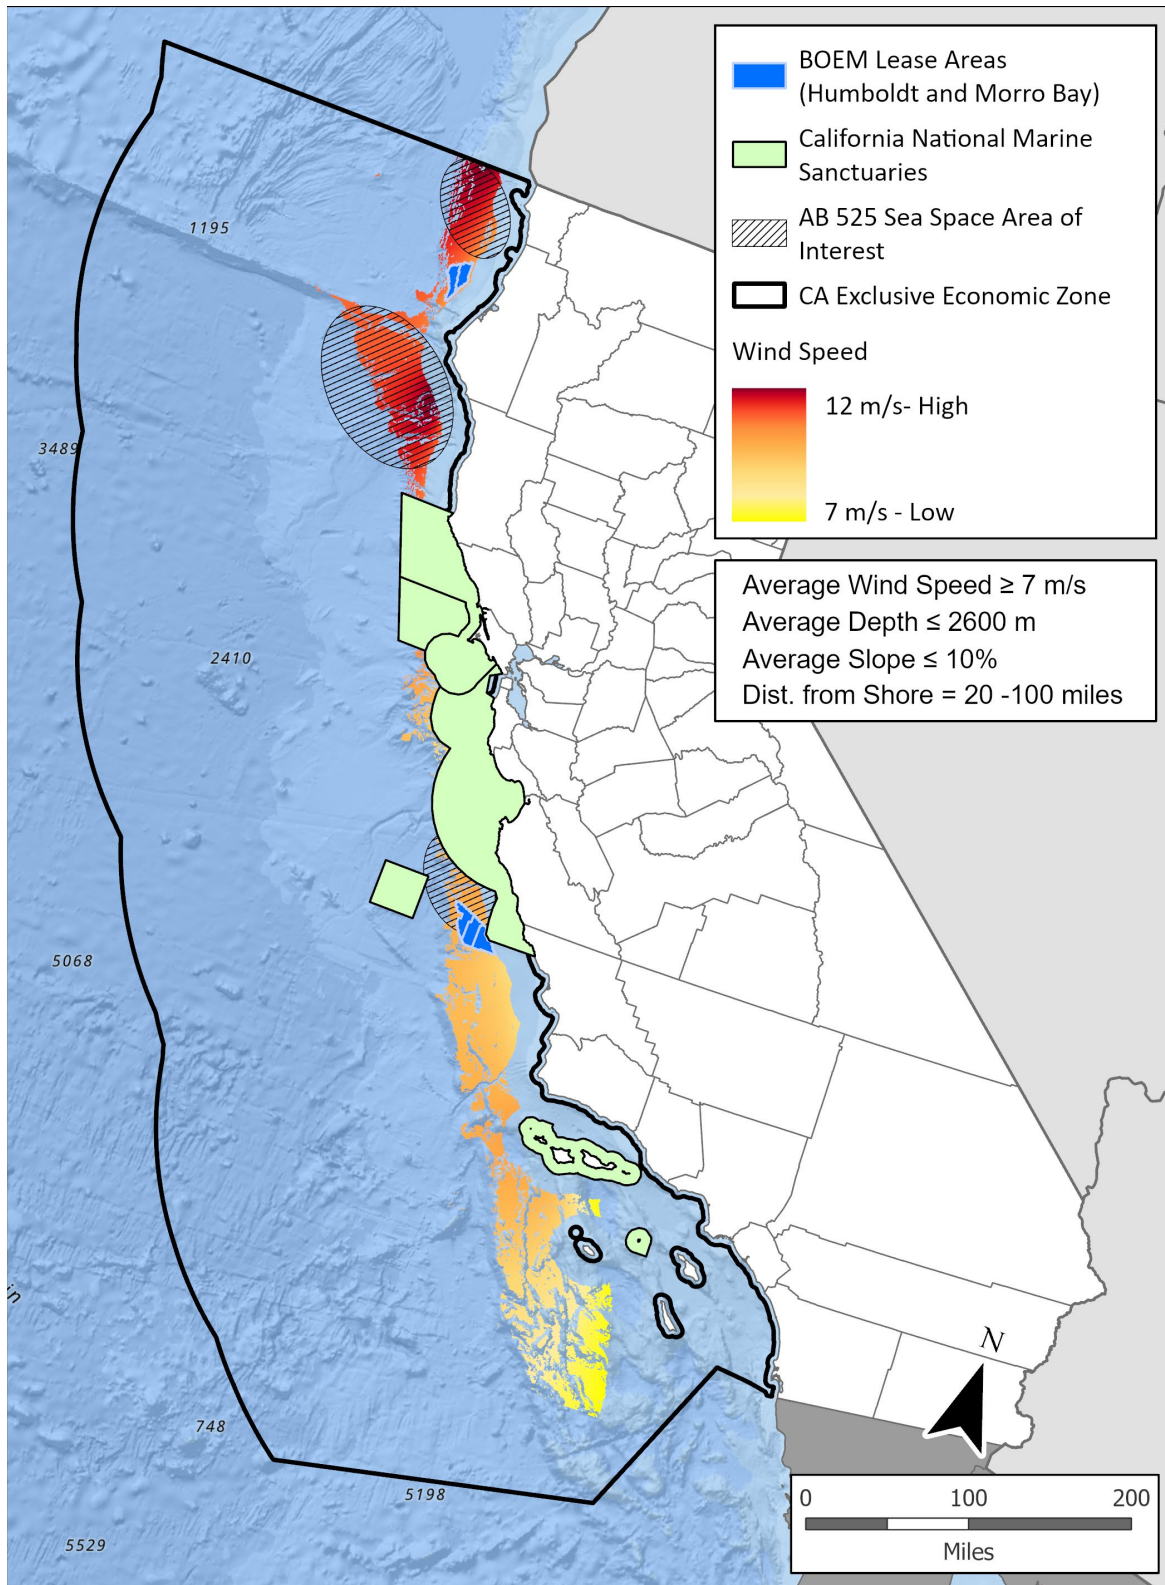 BOEM Lease Areas
(Humboldt and Morro Bay)
California National Marine
Sanctuaries
AB 525 Sea Space Area of
Interest
CA Exclusive Economic Zone
Wind Speed
12 m/s- High
7 m/s - Low
Average Wind Speed ≥ 7 m/s
Average Depth ≤ 2600 m
Average Slope ≤ 10%
Dist. from Shore = 20 -100 miles
1195
3489
2410
5068
in
748
5198
5529
N
0 100 200
Miles